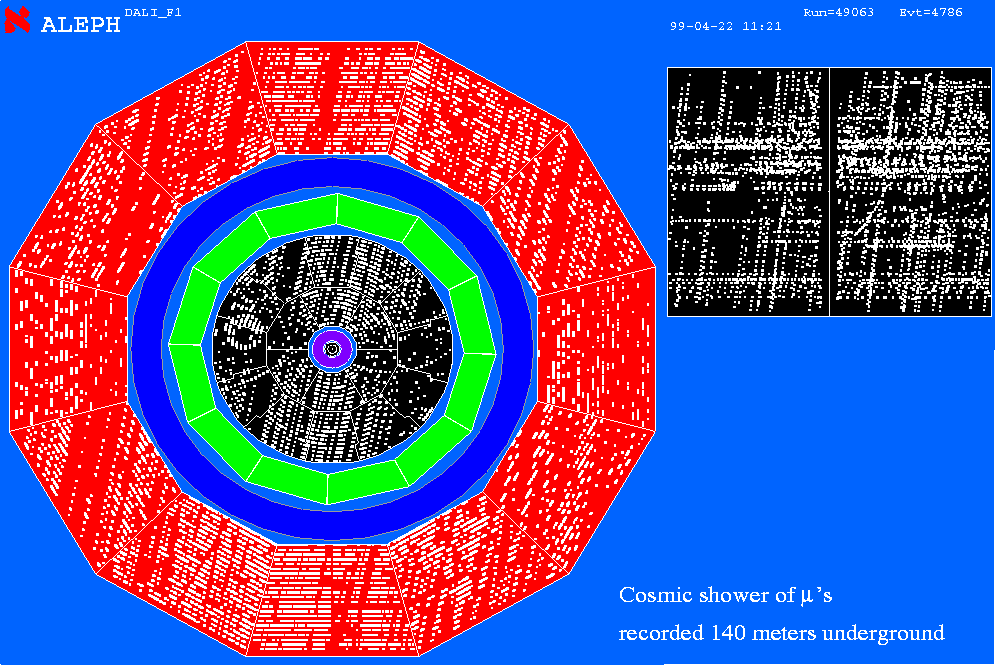 ALEPH DALI_F1 Run=49063 Evt=4786
99-04-22 11:21
Cosmic shower of μ's
recorded 140 meters underground